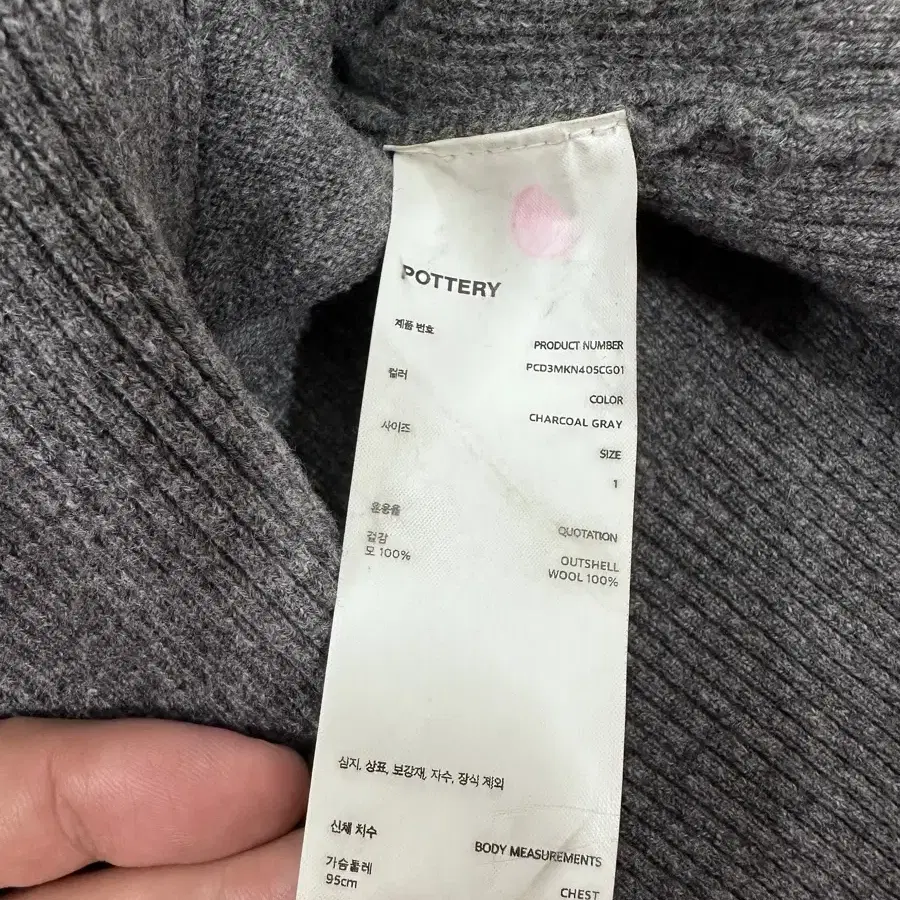 POTTERY
계품 번호
PRODUCT NUMBER
PCD3MKN405CG01
컬러
COLOR
CHARCOAL GRAY
사이즈
SIZE
1
혼용율
QUOTATION
겉감
모 100%
OUTSHELL
WOOL 100%
심지, 상표, 보강재, 자수, 장식 제외
신체 치수
BODY MEASUREMENTS
가슴둘레
95cm
CHEST